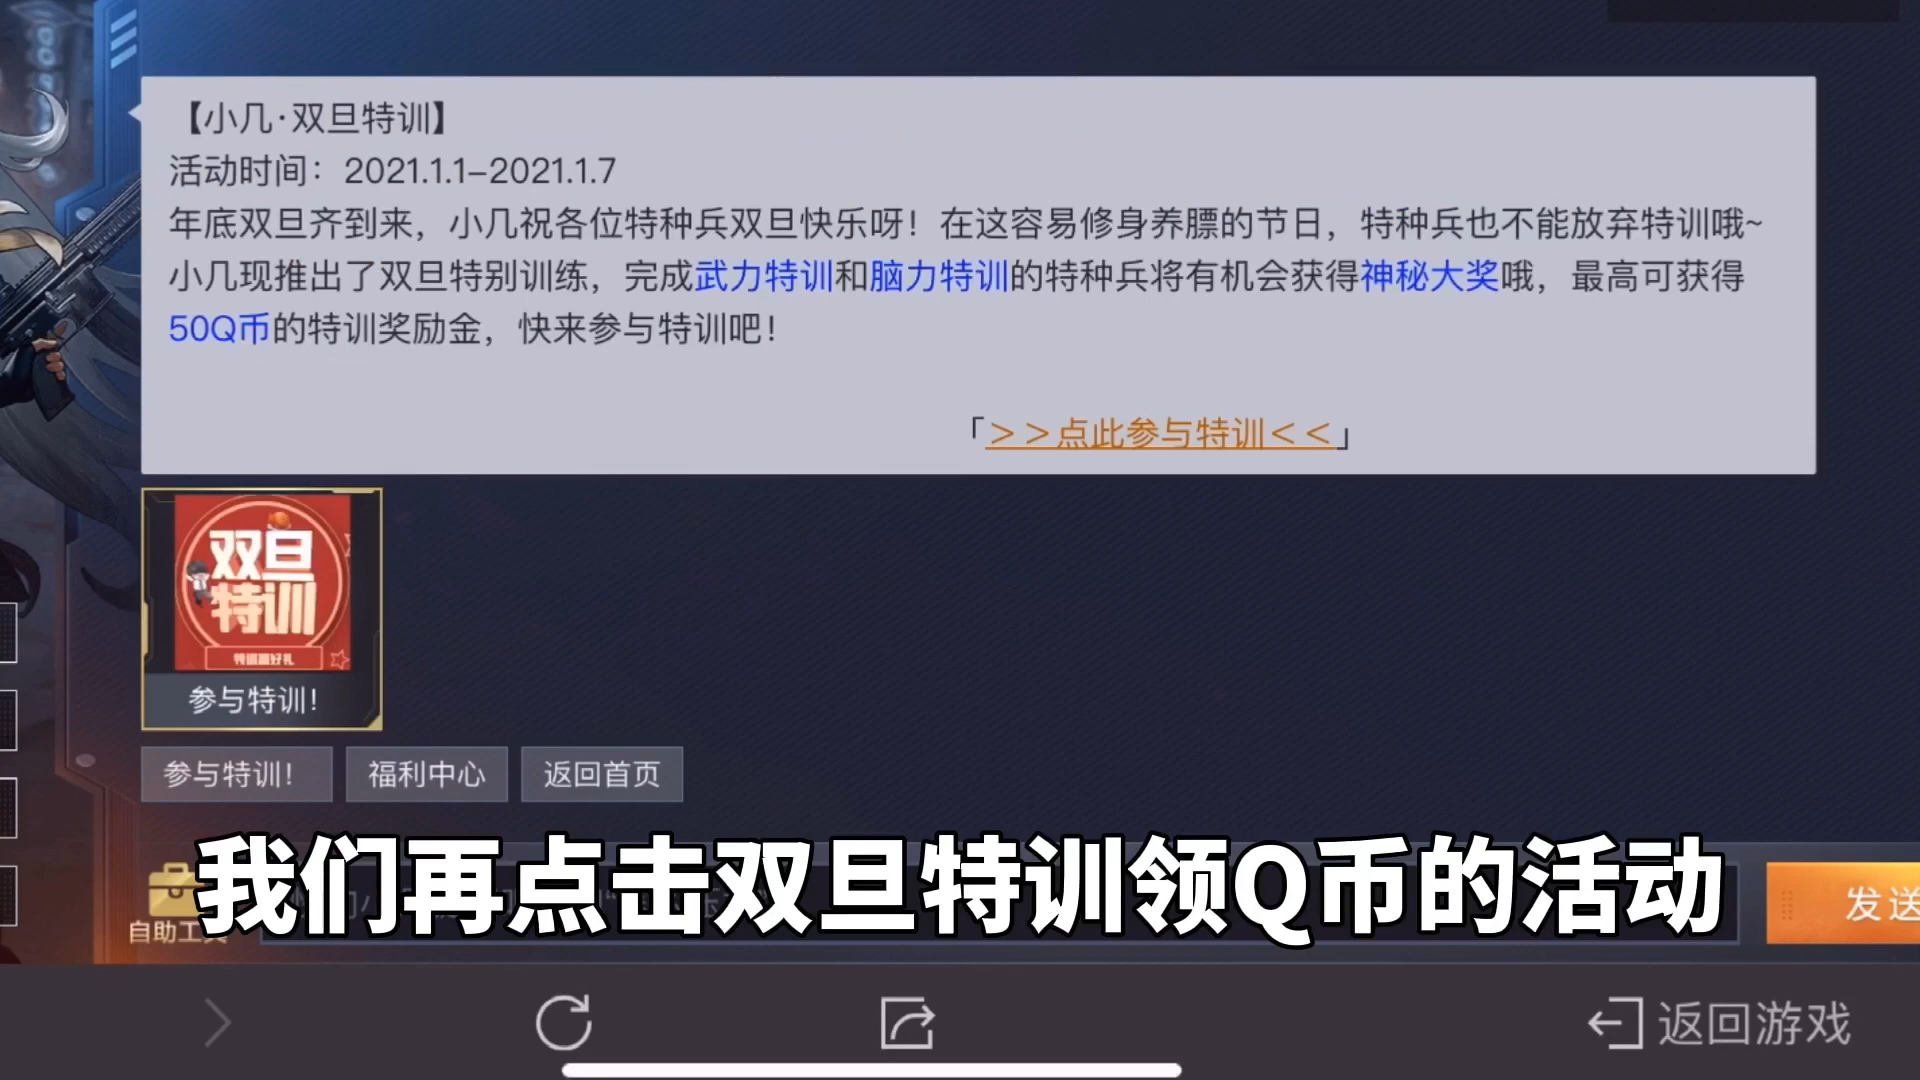 【小几·双旦特训】
活动时间：2021.1.1-2021.1.7
年底双旦齐到来，小几祝各位特种兵双旦快乐呀！在这容易修身养膘的节日，特种兵也不能放弃特训哦~
小几现推出了双旦特别训练，完成武力特训和脑力特训的特种兵将有机会获得神秘大奖哦，最高可获得
50Q币的特训奖励金，快来参与特训吧！
「>>点此参与特训<<」
双旦
特训
参与特训！
参与特训！
福利中心
返回首页
我们再点击双旦特训领Q币的活动
自助工具
发送
返回游戏